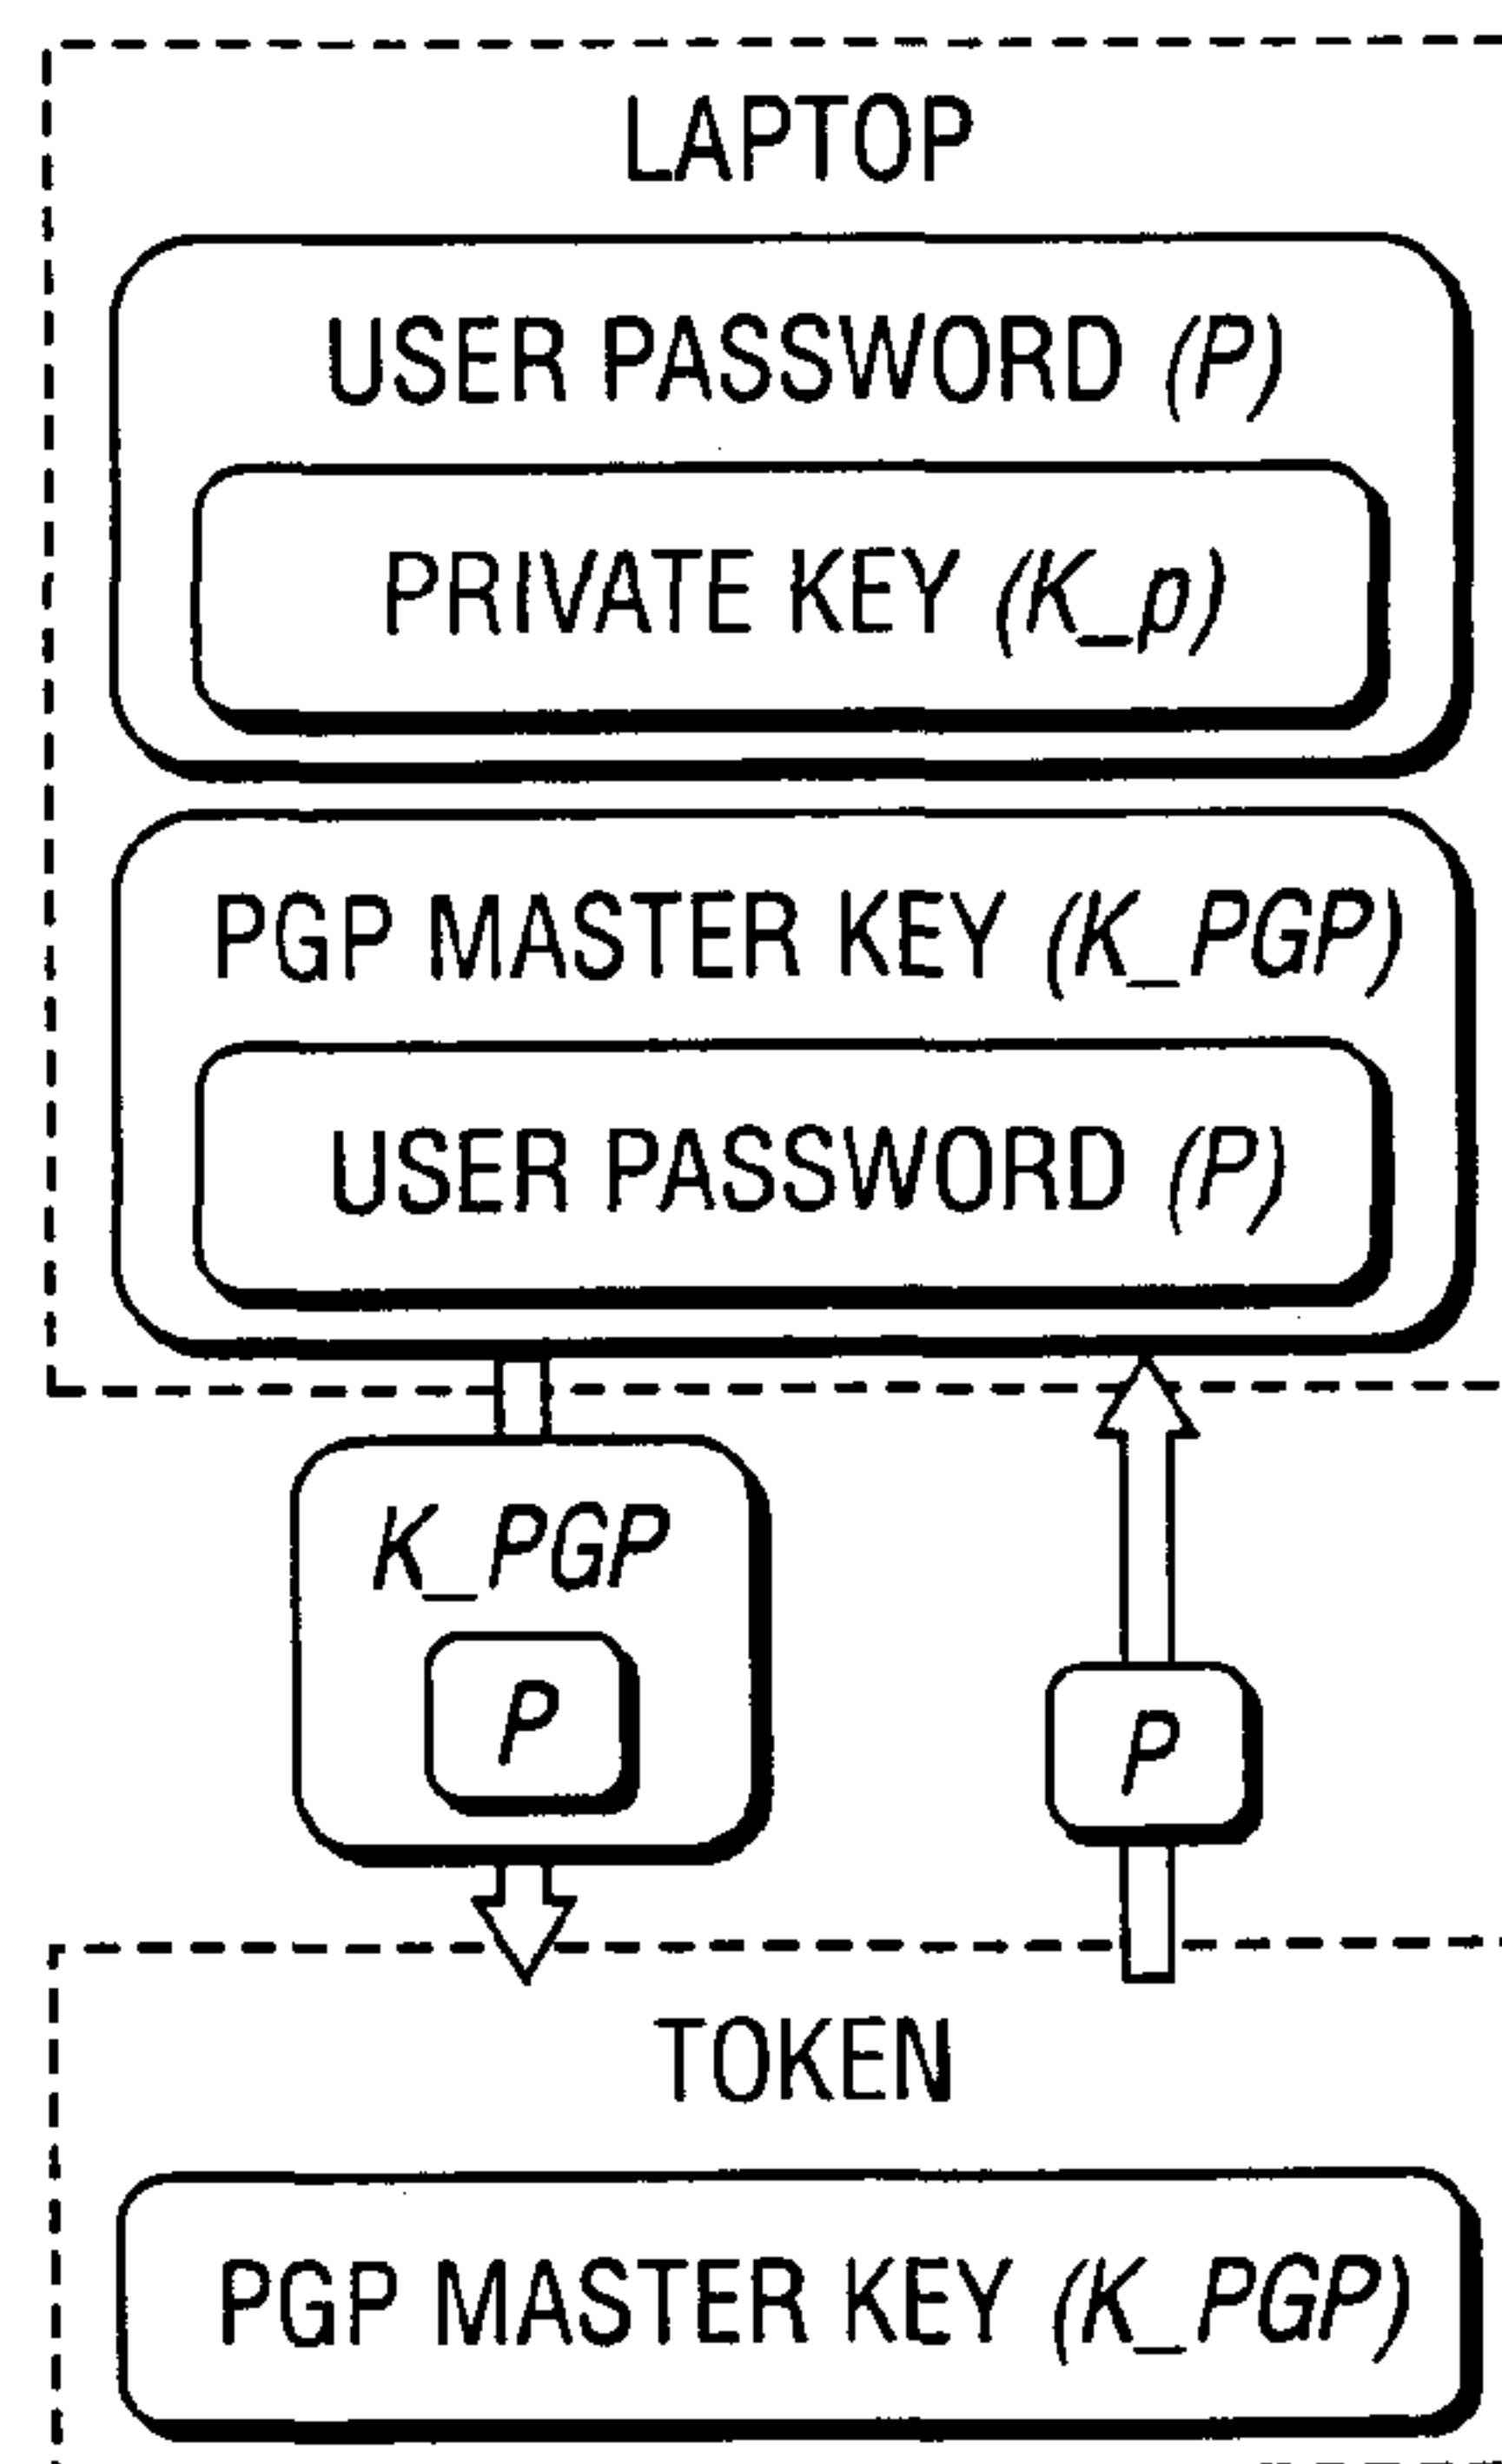 LAPTOP
USER PASSWORD (P)
PRIVATE KEY (K_p)
PGP MASTER KEY (K_PGP)
USER PASSWORD (P)
K_PGP
P
P
TOKEN
PGP MASTER KEY (K_PGP)